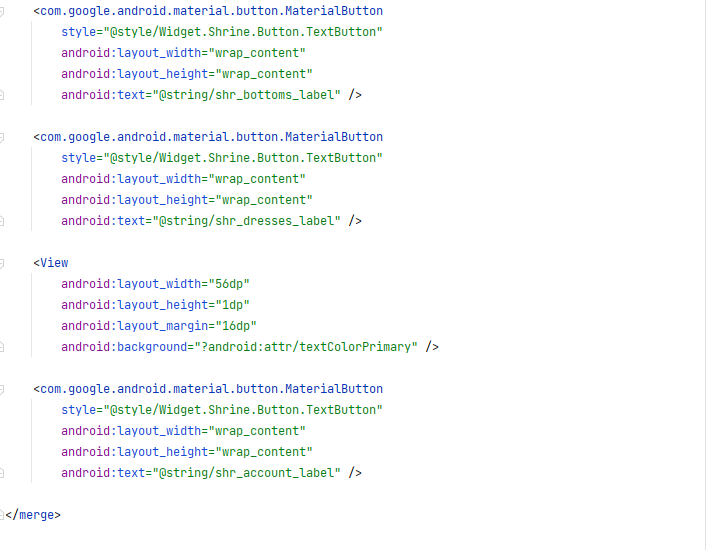 <com.google.android.material.button.MaterialButton
style="@style/Widget.Shrine.Button.TextButton"
android:layout_width="wrap_content"
android:layout_height="wrap_content"
android:text="@string/shr_bottoms_label" />
<com.google.android.material.button.MaterialButton
style="@style/Widget.Shrine.Button.TextButton"
android:layout_width="wrap_content"
android:layout_height="wrap_content"
android:text="@string/shr_dresses_label" />
<View
android:layout_width="56dp"
android:layout_height="1dp"
android:layout_margin="16dp"
android:background="?android:attr/textColorPrimary" />
<com.google.android.material.button.MaterialButton
style="@style/Widget.Shrine.Button.TextButton"
android:layout_width="wrap_content"
android:layout_height="wrap_content"
android:text="@string/shr_account_label" />
</merge>